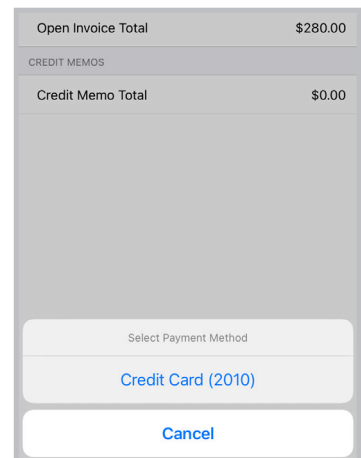 Open Invoice Total $280.00
CREDIT MEMOS
Credit Memo Total $0.00
Select Payment Method
Credit Card (2010)
Cancel